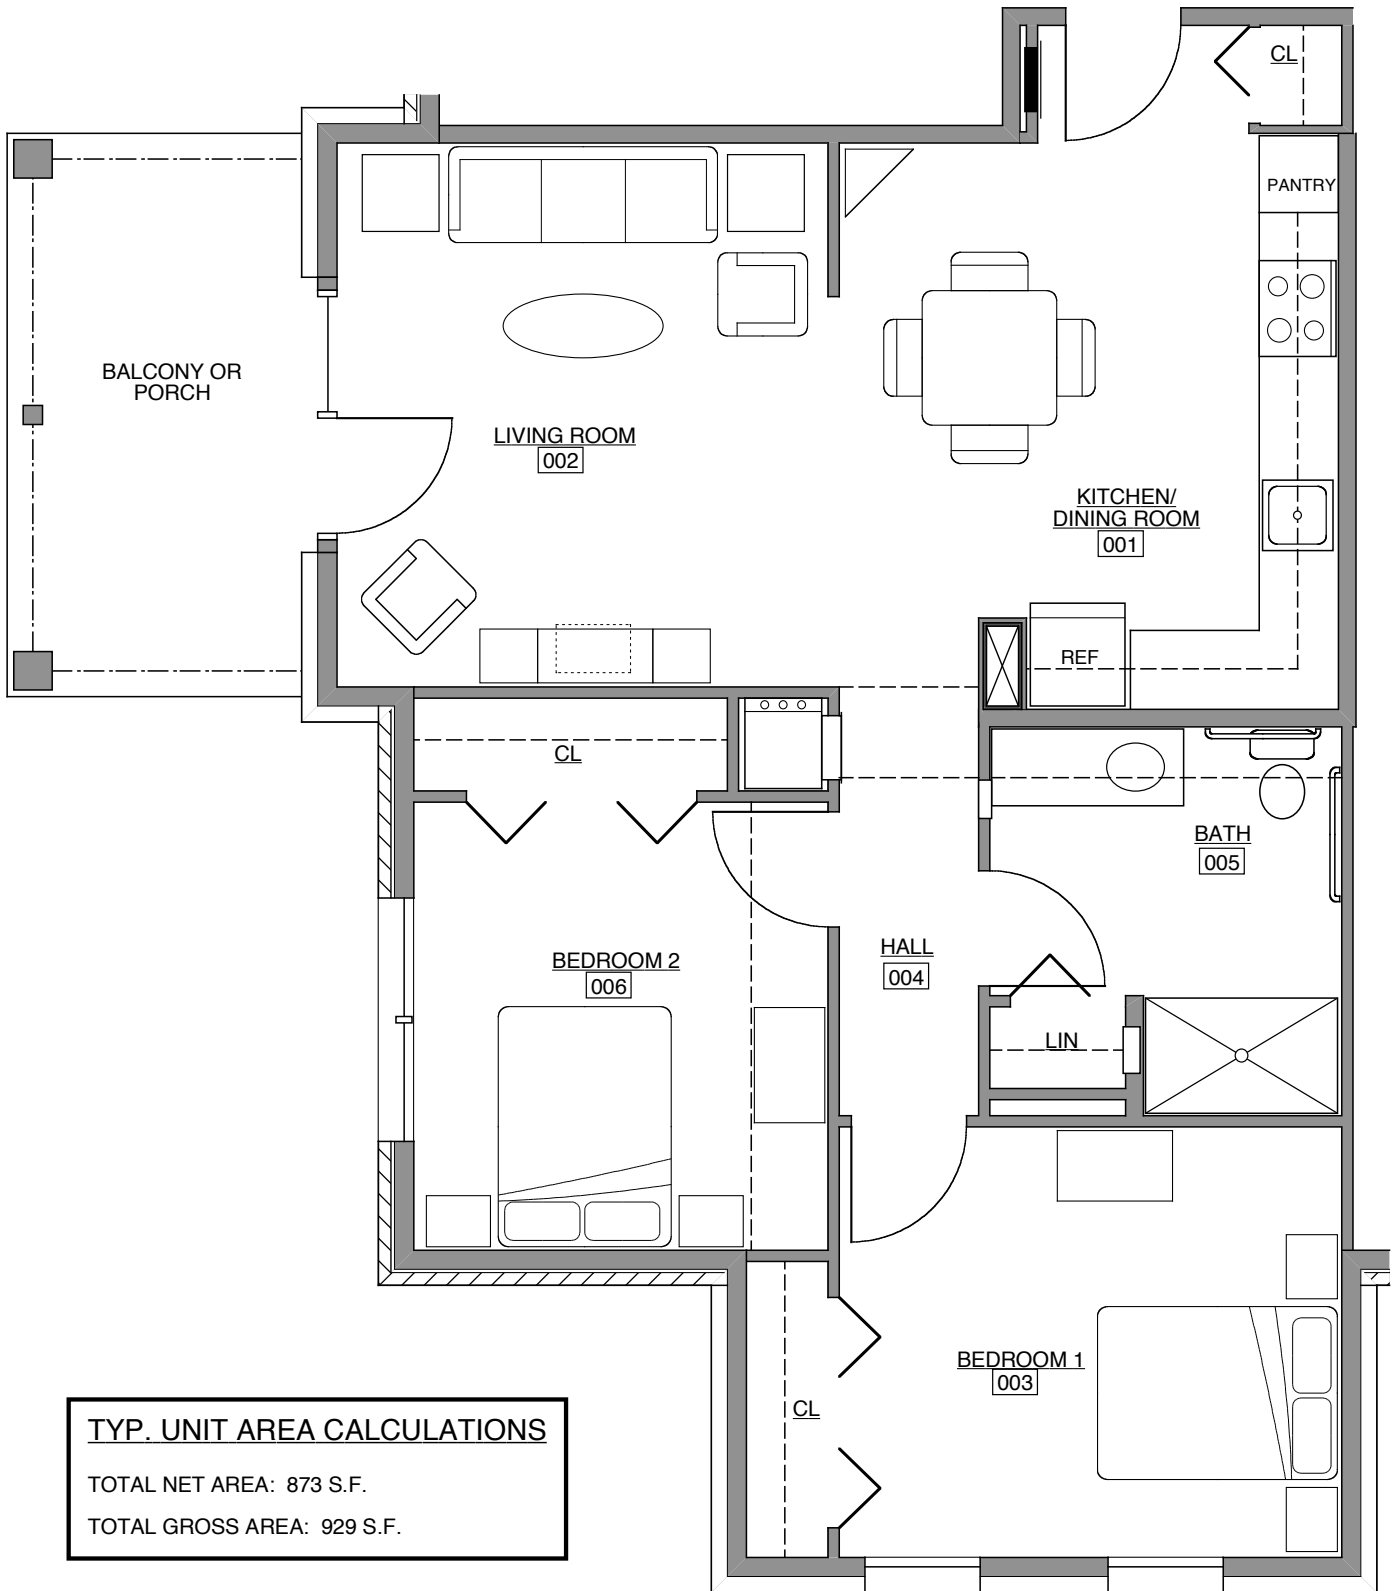 CL
PANTRY
BALCONY OR
PORCH
LIVING ROOM
002
KITCHEN/
DINING ROOM
001
REF
CL
BATH
005
HALL
004
BEDROOM 2
006
LIN
BEDROOM 1
003
CL
TYP. UNIT AREA CALCULATIONS
TOTAL NET AREA: 873 S.F.
TOTAL GROSS AREA: 929 S.F.